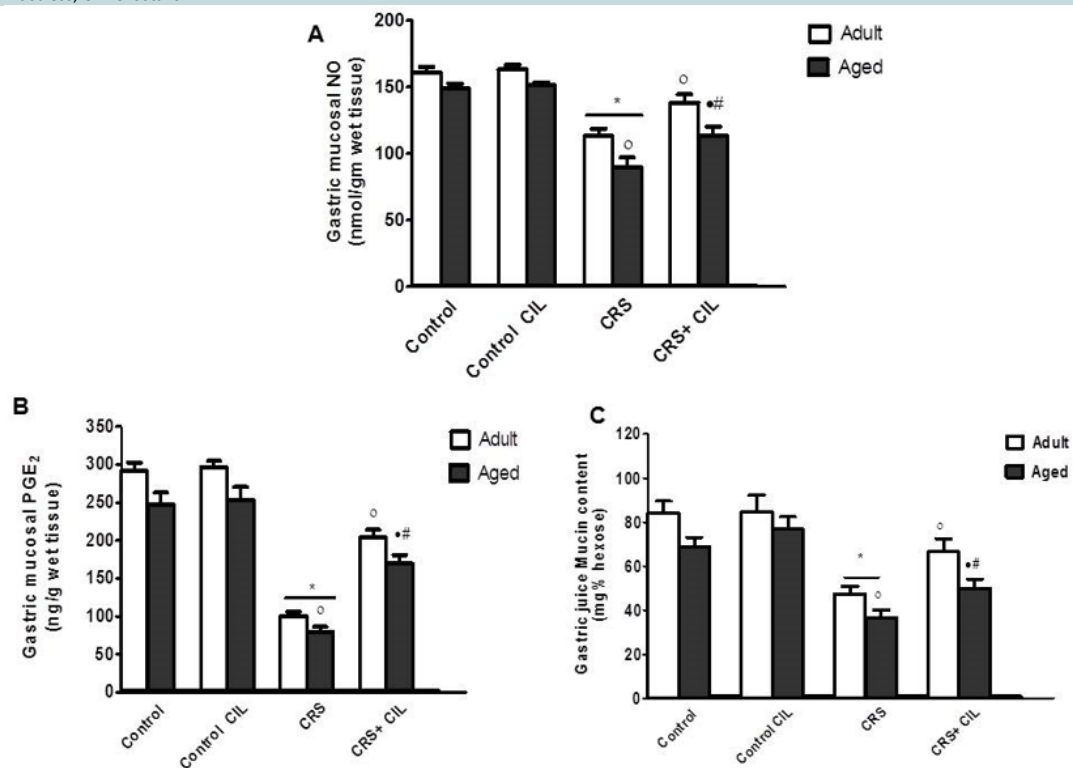 A
Gastric mucosal NO
(nmol/gm wet tissue)
200
150
100
50
0
Adult
Aged
*
○
○
•#
Control
Control CIL
CRS
CRS+ CIL
B
Gastric mucosal PGE₂
(ng/g wet tissue)
350
300
250
200
150
100
50
0
Adult
Aged
*
○
○
•#
Control
Control CIL
CRS
CRS+ CIL
C
Gastric juice Mucin content
(mg% hexose)
120
100
80
60
40
20
0
Adult
Aged
*
○
○
•#
Control
Control CIL
CRS
CRS+ CIL